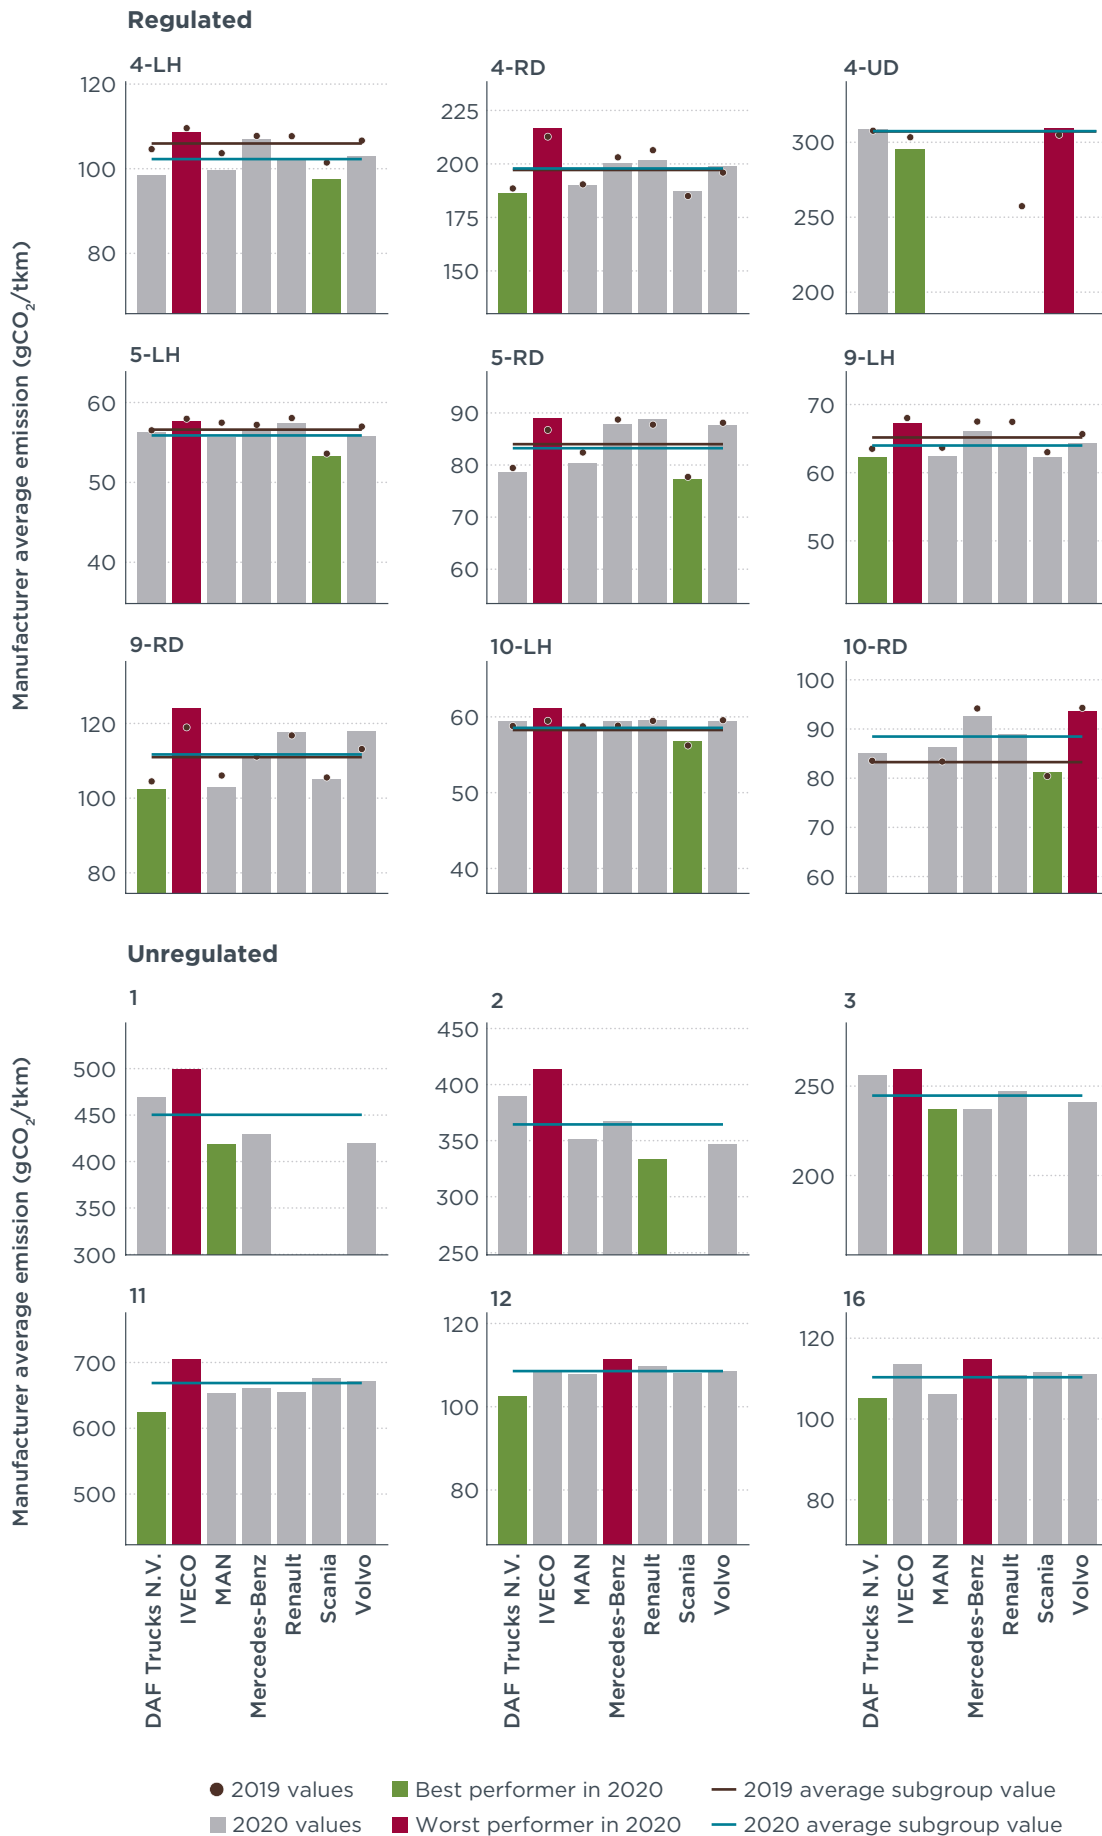 Regulated
4-LH
4-RD
4-UD
120
100
80
225
200
175
150
300
250
200
Manufacturer average emission (gCO₂/tkm)
5-LH
5-RD
9-LH
60
50
40
90
80
70
60
70
60
50
9-RD
10-LH
10-RD
120
100
80
60
50
40
100
90
80
70
60
Unregulated
1
2
3
500
450
400
350
300
450
400
350
300
250
250
200
Manufacturer average emission (gCO₂/tkm)
11
12
16
700
600
500
120
100
80
120
100
80
DAF Trucks N.V.
IVECO
MAN
Mercedes-Benz
Renault
Scania
Volvo
DAF Trucks N.V.
IVECO
MAN
Mercedes-Benz
Renault
Scania
Volvo
DAF Trucks N.V.
IVECO
MAN
Mercedes-Benz
Renault
Scania
Volvo
2019 values
Best performer in 2020
2019 average subgroup value
2020 values
Worst performer in 2020
2020 average subgroup value